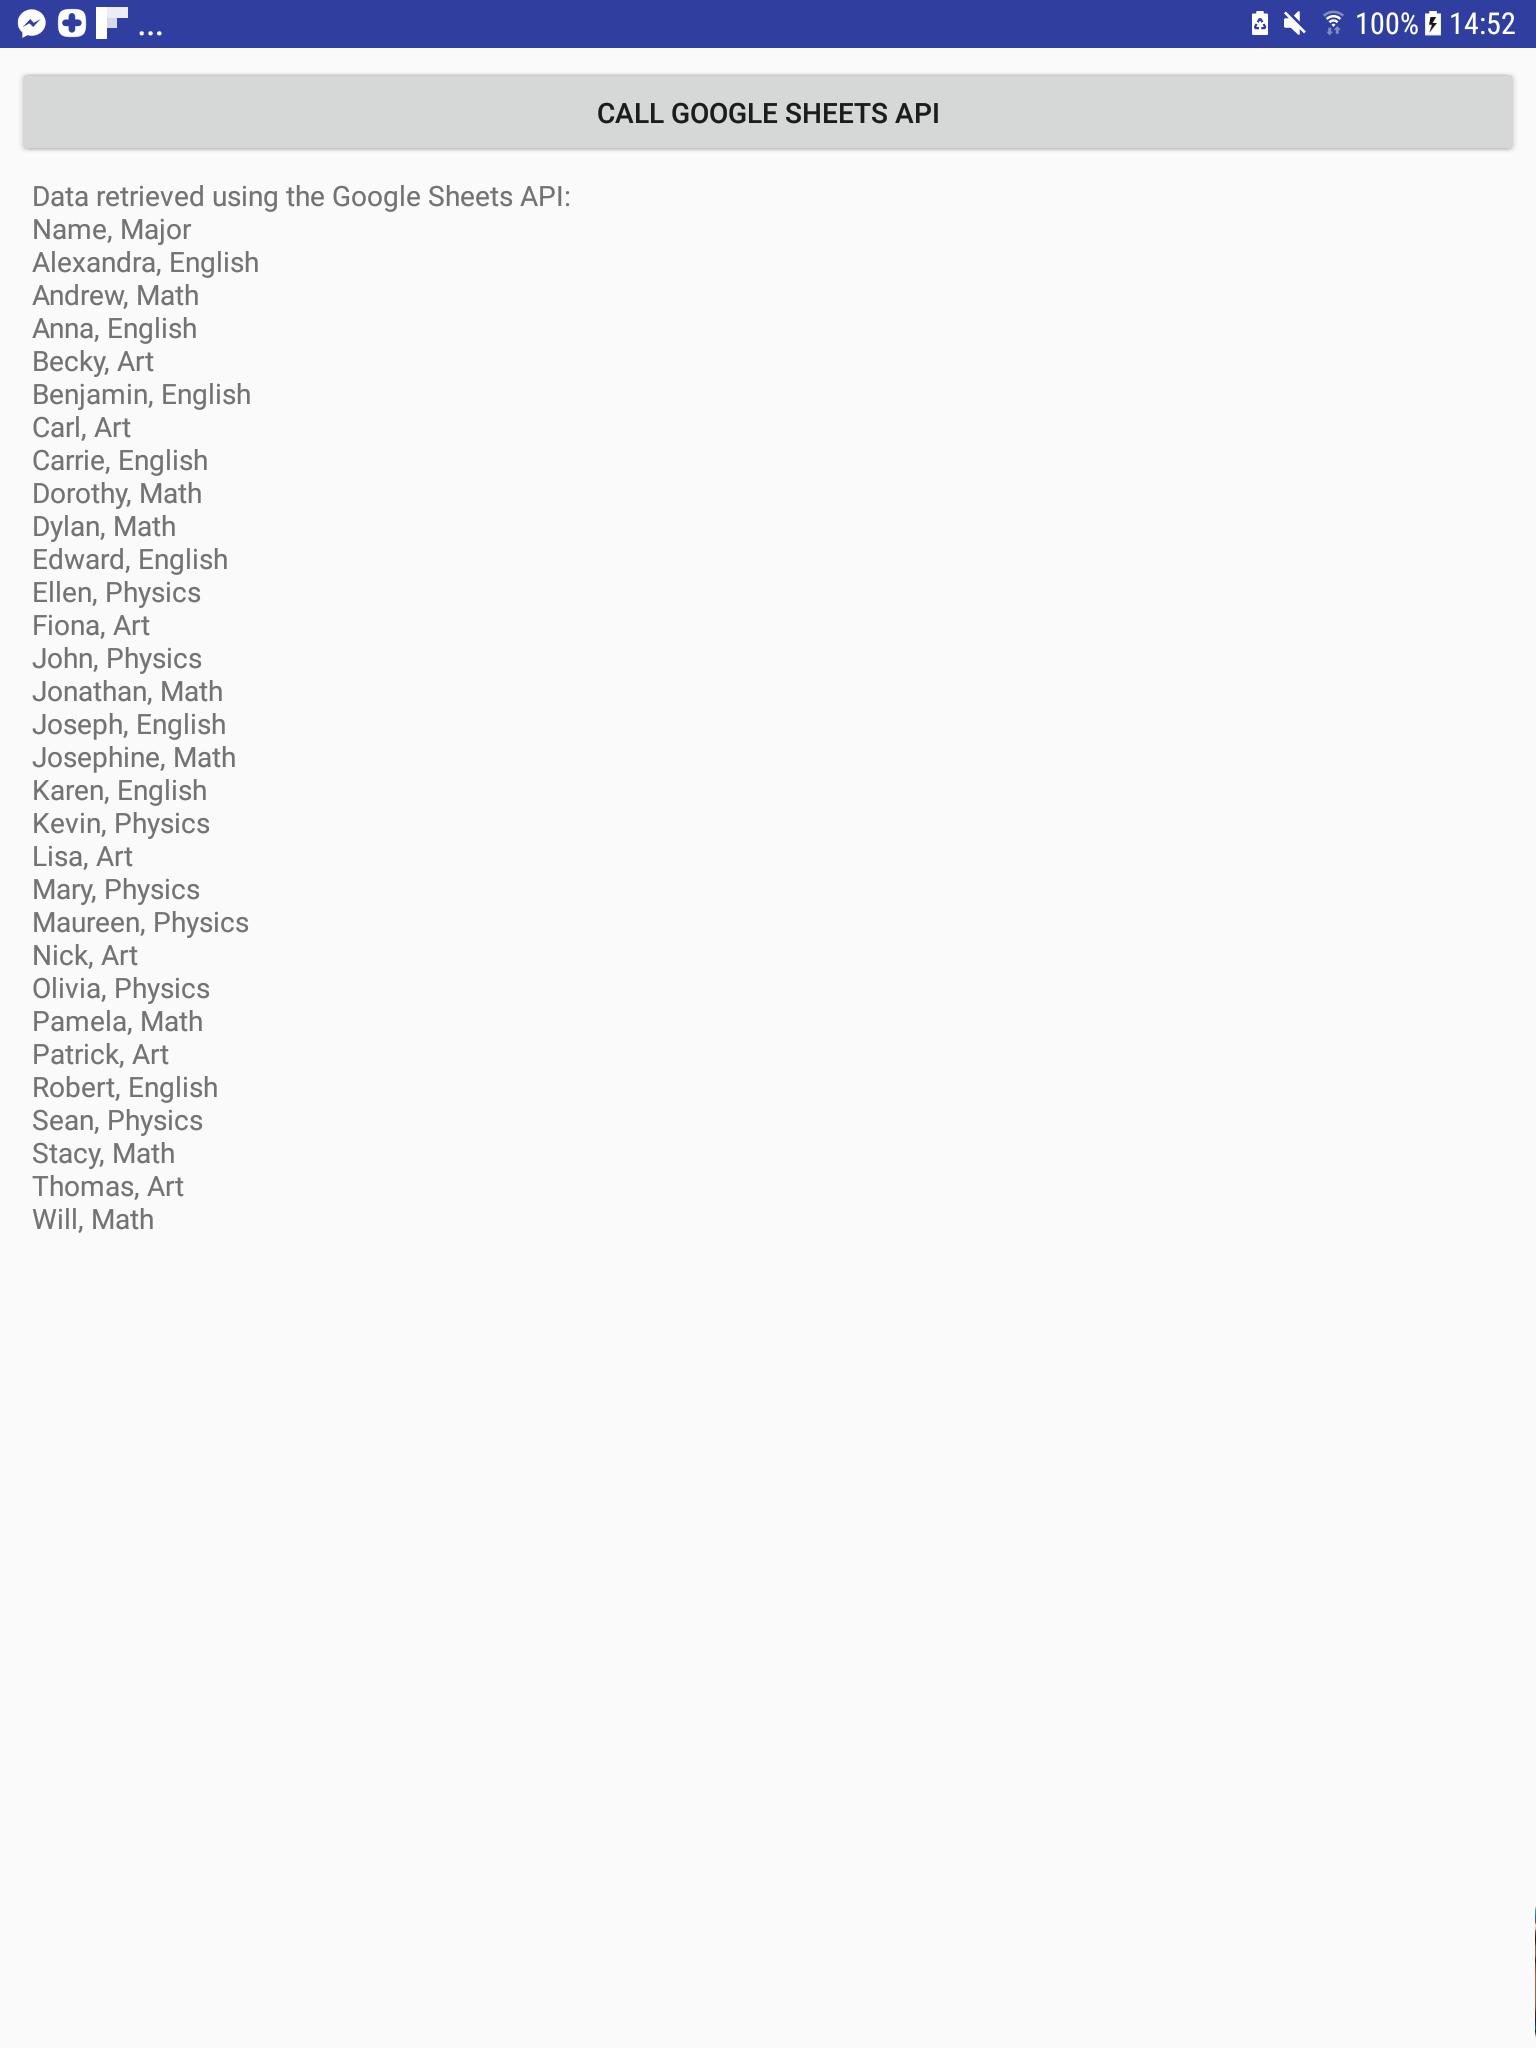 ... 100% 14:52
CALL GOOGLE SHEETS API
Data retrieved using the Google Sheets API:
Name, Major
Alexandra, English
Andrew, Math
Anna, English
Becky, Art
Benjamin, English
Carl, Art
Carrie, English
Dorothy, Math
Dylan, Math
Edward, English
Ellen, Physics
Fiona, Art
John, Physics
Jonathan, Math
Joseph, English
Josephine, Math
Karen, English
Kevin, Physics
Lisa, Art
Mary, Physics
Maureen, Physics
Nick, Art
Olivia, Physics
Pamela, Math
Patrick, Art
Robert, English
Sean, Physics
Stacy, Math
Thomas, Art
Will, Math